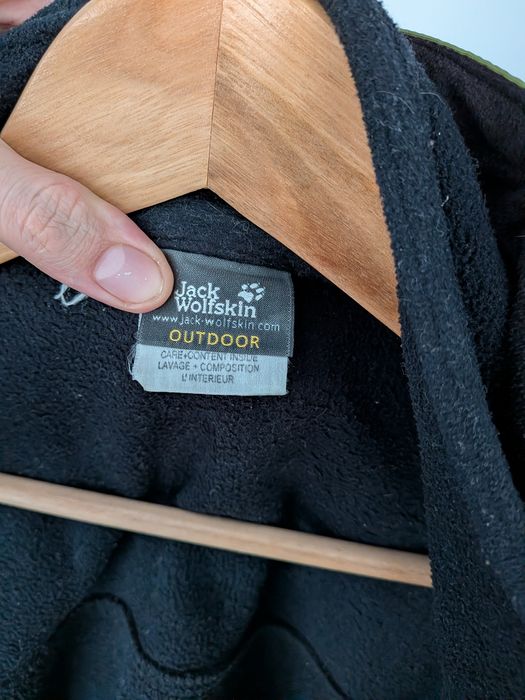 Jack
Wolfskin
www.jack-wolfskin.com
OUTDOOR
CARE+CONTENT INSIDE
LAVAGE + COMPOSITION
L'INTERIEUR